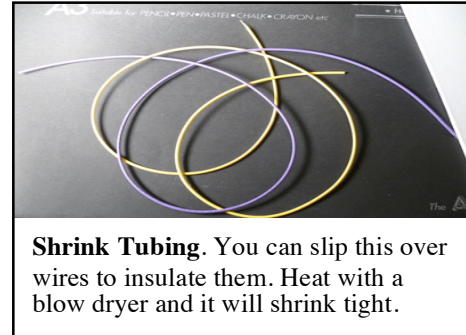 A3 Suitable for PENCIL•PEN•PASTEL•CHALK•CRAYON etc
The
Shrink Tubing. You can slip this over
wires to insulate them. Heat with a
blow dryer and it will shrink tight.